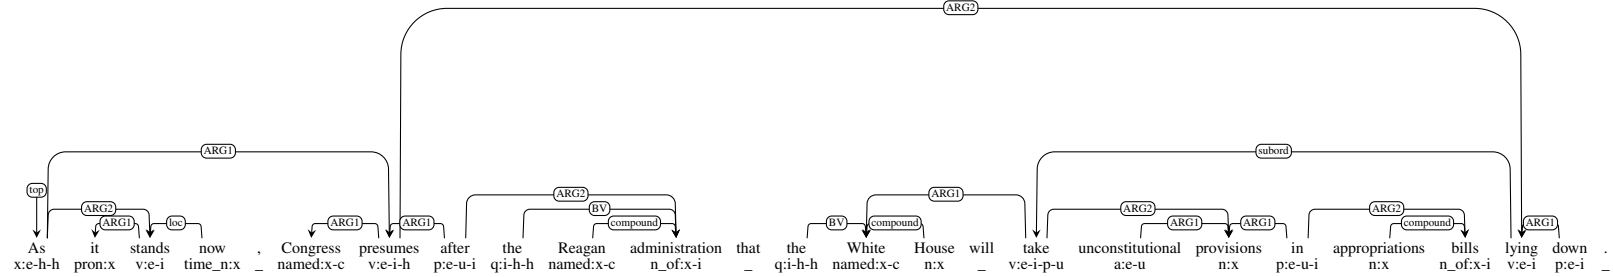 ARG2
ARG1 subord
top ARG2 ARG1
ARG2 BV ARG2 ARG2
ARG1 loc ARG1 ARG1 compound BV compound ARG1 ARG1 compound ARG1
As it stands now , Congress presumes after the Reagan administration that the White House will take unconstitutional provisions in appropriations bills lying down .
x:e-h-h pron:x v:e-i time_n:x _ named:x-c v:e-i-h p:e-u-i q:i-h-h named:x-c n_of:x-i _ q:i-h-h named:x-c n:x _ v:e-i-p-u a:e-u n:x p:e-u-i n:x n_of:x-i v:e-i p:e-i _